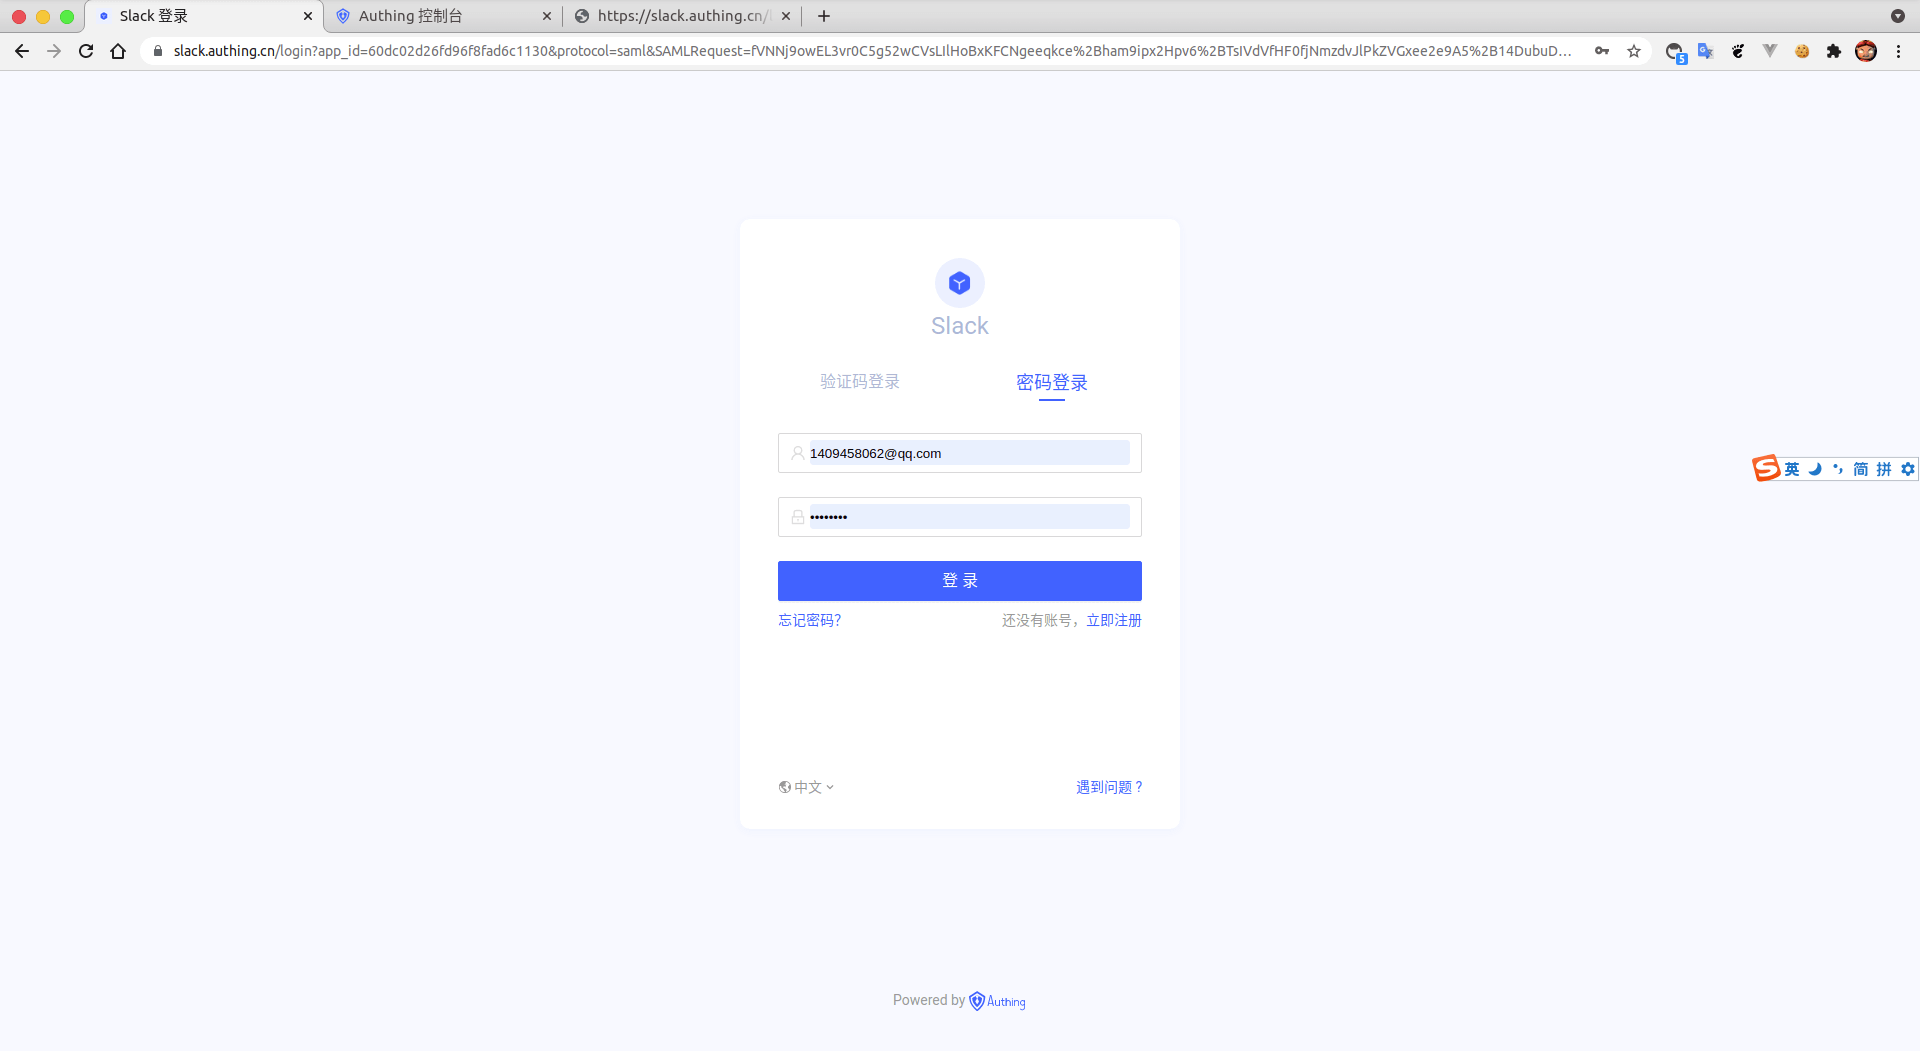 Slack 登录
Authing 控制台
https://slack.authing.cn/
slack.authing.cn/login?app_id=60dc02d26fd96f8fad6c1130&protocol=saml&SAMLRequest=fVNNj9owEL3vr0C5g52wCVsLIlHoBxKFCNgeeqkce%2Bham9ipx2Hpv6%2BTsIVdVfHF0fjNmzdvJlPkZVGxee2e9A5%2B14DubuD...
5
Slack
验证码登录
密码登录
1409458062@qq.com
••••••••
登 录
忘记密码?
还没有账号，立即注册
中文
遇到问题 ?
英 简 拼
Powered by Authing